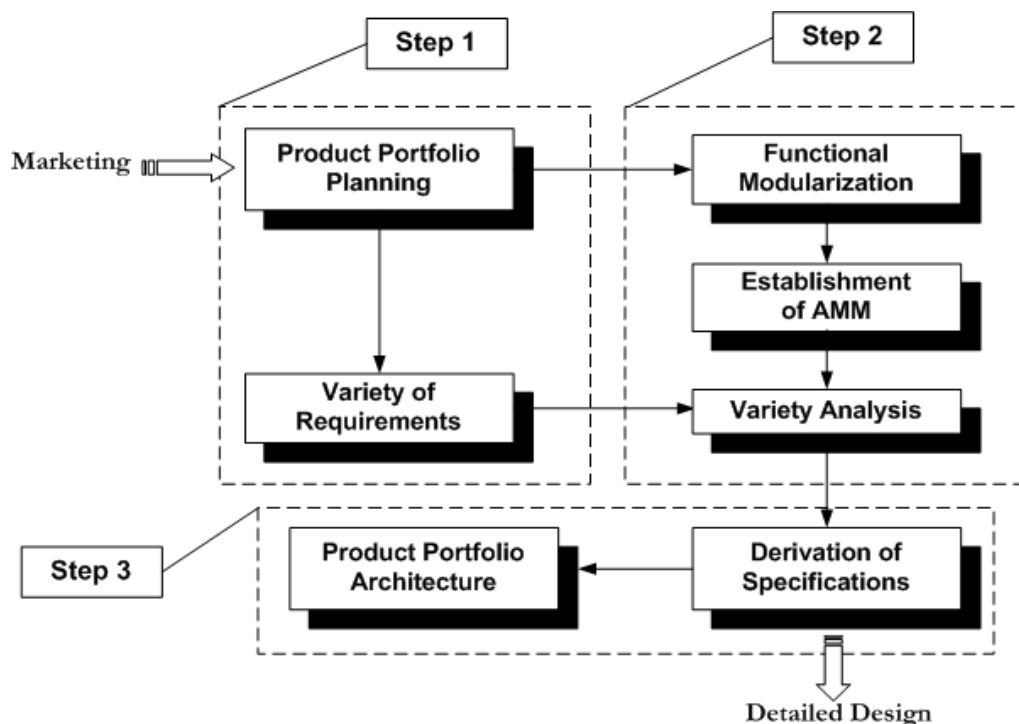 Step 1
Step 2
Marketing
Product Portfolio
Planning
Functional
Modularization
Establishment
of AMM
Variety of
Requirements
Variety Analysis
Step 3
Product Portfolio
Architecture
Derivation of
Specifications
Detailed Design